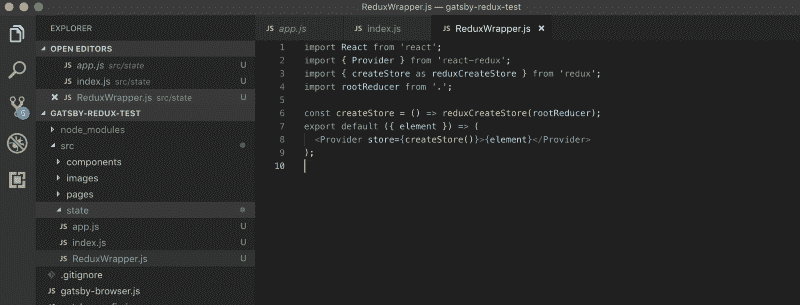 ReduxWrapper.js — gatsby-redux-test
EXPLORER
OPEN EDITORS
JS app.js src/state U
JS index.js src/state U
JS ReduxWrapper.js src/state U
GATSBY-REDUX-TEST
node_modules
src
components
images
pages
state
JS app.js U
JS index.js U
JS ReduxWrapper.js U
.gitignore
JS gatsby-browser.js
5
JS app.js
JS index.js
JS ReduxWrapper.js
1 import React from 'react';
2 import { Provider } from 'react-redux';
3 import { createStore as reduxCreateStore } from 'redux';
4 import rootReducer from '.';
5
6 const createStore = () => reduxCreateStore(rootReducer);
7 export default ({ element }) => (
8 <Provider store={createStore()}>{element}</Provider>
9 );
10